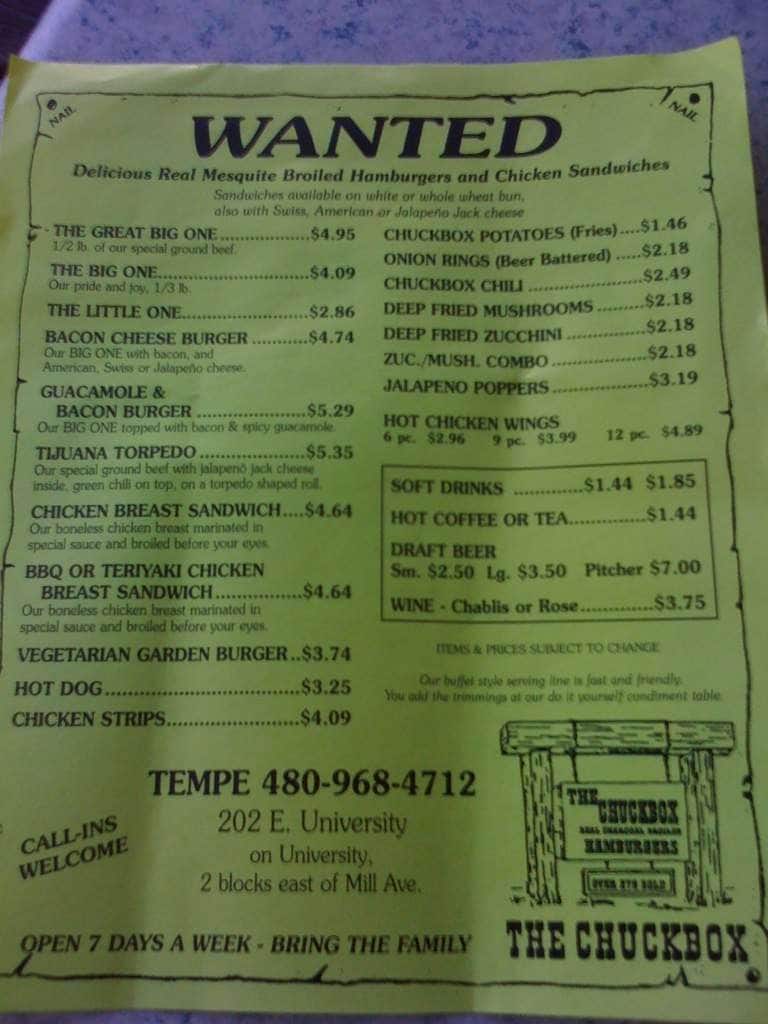 NAIL
NAIL
WANTED
Delicious Real Mesquite Broiled Hamburgers and Chicken Sandwiches
Sandwiches available on white or whole wheat bun,
also with Swiss, American or Jalapeño Jack cheese
THE GREAT BIG ONE..............$4.95
1/2 lb. of our special ground beef.
THE BIG ONE.......................$4.09
Our pride and joy, 1/3 lb.
THE LITTLE ONE...................$2.86
BACON CHEESE BURGER ..........$4.74
Our BIG ONE with bacon, and
American, Swiss or Jalapeño cheese.
GUACAMOLE &
BACON BURGER ..................$5.29
Our BIG ONE topped with bacon & spicy guacamole.
TIJUANA TORPEDO ..................$5.35
Our special ground beef with jalapenõ jack cheese
inside, green chili on top, on a torpedo shaped roll.
CHICKEN BREAST SANDWICH....$4.64
Our boneless chicken breast marinated in
special sauce and broiled before your eyes.
BBQ OR TERIYAKI CHICKEN
BREAST SANDWICH ..............$4.64
Our boneless chicken breast marinated in
special sauce and broiled before your eyes.
VEGETARIAN GARDEN BURGER..$3.74
HOT DOG...............................$3.25
CHICKEN STRIPS.....................$4.09
CHUCKBOX POTATOES (Fries)....$1.46
ONION RINGS (Beer Battered) .....$2.18
CHUCKBOX CHILI .....................$2.49
DEEP FRIED MUSHROOMS ........$2.18
DEEP FRIED ZUCCHINI .............$2.18
ZUC./MUSH. COMBO ................$2.18
JALAPENO POPPERS ................$3.19
HOT CHICKEN WINGS
6 pc. $2.96 9 pc. $3.99 12 pc. $4.89
SOFT DRINKS ............$1.44 $1.85
HOT COFFEE OR TEA.............$1.44
DRAFT BEER
Sm. $2.50 Lg. $3.50 Pitcher $7.00
WINE - Chablis or Rose............$3.75
ITEMS & PRICES SUBJECT TO CHANGE
Our buffet style serving line is fast and friendly.
You add the trimmings at our do it yourself condiment table.
TEMPE 480-968-4712
202 E. University
on University,
2 blocks east of Mill Ave.
CALL-INS
WELCOME
OPEN 7 DAYS A WEEK - BRING THE FAMILY
THE
CHUCKBOX
REAL CHARCOAL BROILED
HAMBURGERS
THE CHUCKBOX